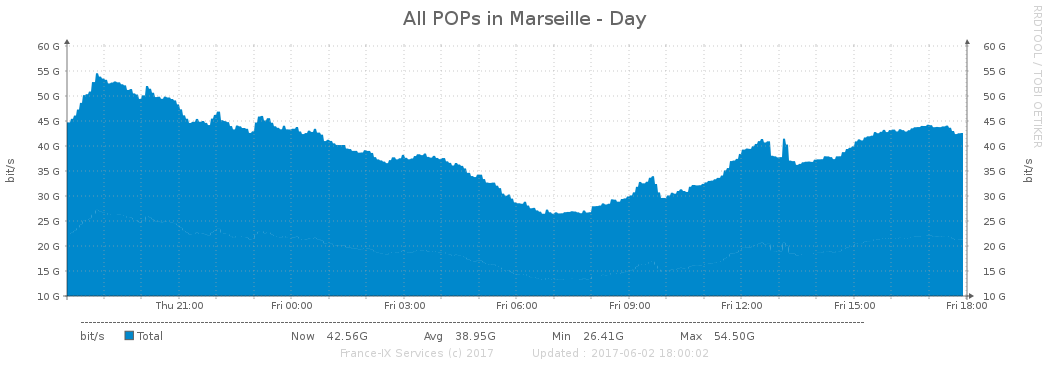 All POPs in Marseille - Day
RRDTOOL / TOBI OETIKER
60 G 60 G
55 G 55 G
50 G 50 G
45 G 45 G
40 G 40 G
35 G 35 G
30 G 30 G
25 G 25 G
20 G 20 G
15 G 15 G
10 G 10 G
bit/s
bit/s
Thu 21:00 Fri 00:00 Fri 03:00 Fri 06:00 Fri 09:00 Fri 12:00 Fri 15:00 Fri 18:00
bit/s Total Now 42.56G Avg 38.95G Min 26.41G Max 54.50G
France-IX Services (c) 2017 Updated : 2017-06-02 18:00:02